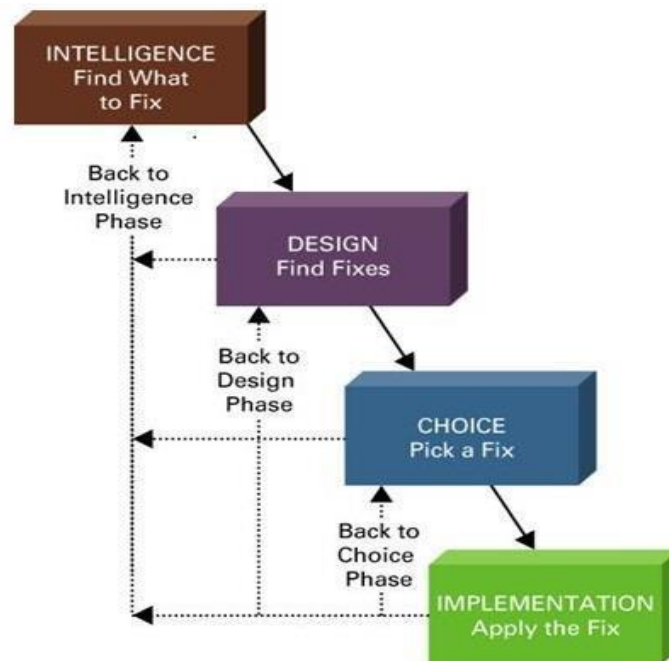 INTELLIGENCE
Find What
to Fix
Back to
Intelligence
Phase
DESIGN
Find Fixes
Back to
Design
Phase
CHOICE
Pick a Fix
Back to
Choice
Phase
IMPLEMENTATION
Apply the Fix